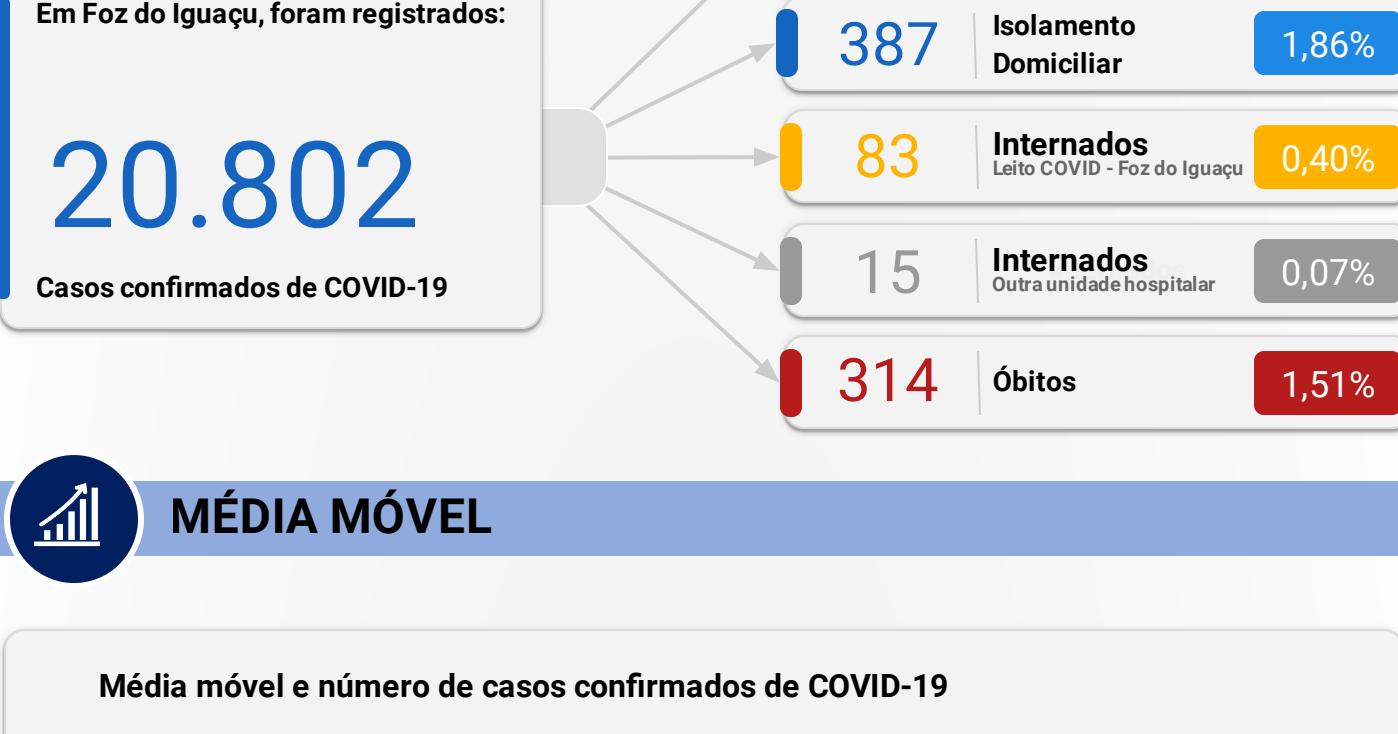 Em Foz do Iguaçu, foram registrados:
20.802
Casos confirmados de COVID-19
387
Isolamento
Domiciliar
1,86%
83
Internados
Leito COVID - Foz do Iguaçu
0,40%
15
Internados
Outra unidade hospitalar
0,07%
314
Óbitos
1,51%
MÉDIA MÓVEL
Média móvel e número de casos confirmados de COVID-19